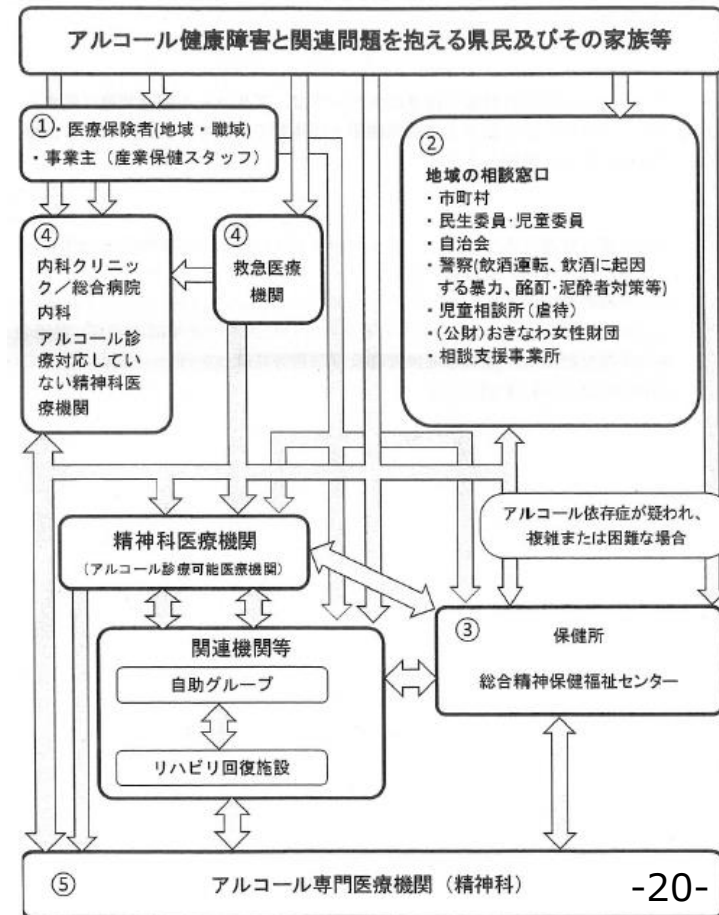 アルコール健康障害と関連問題を抱える県民及びその家族等
①・医療保険者(地域・職域)
・事業主（産業保健スタッフ）
②
地域の相談窓口
・市町村
・民生委員・児童委員
・自治会
・警察(飲酒運転、飲酒に起因
する暴力、酩酊・泥酔者対策等)
・児童相談所(虐待)
・(公財)おきなわ女性財団
・相談支援事業所
④
内科クリニッ
ク／総合病院
内科
アルコール診
療対応してい
ない精神科医
療機関
④
救急医療
機関
アルコール依存症が疑われ、
複雑または困難な場合
精神科医療機関
（アルコール診療可能医療機関）
関連機関等
自助グループ
リハビリ回復施設
③
保健所
総合精神保健福祉センター
⑤
アルコール専門医療機関（精神科）
-20-